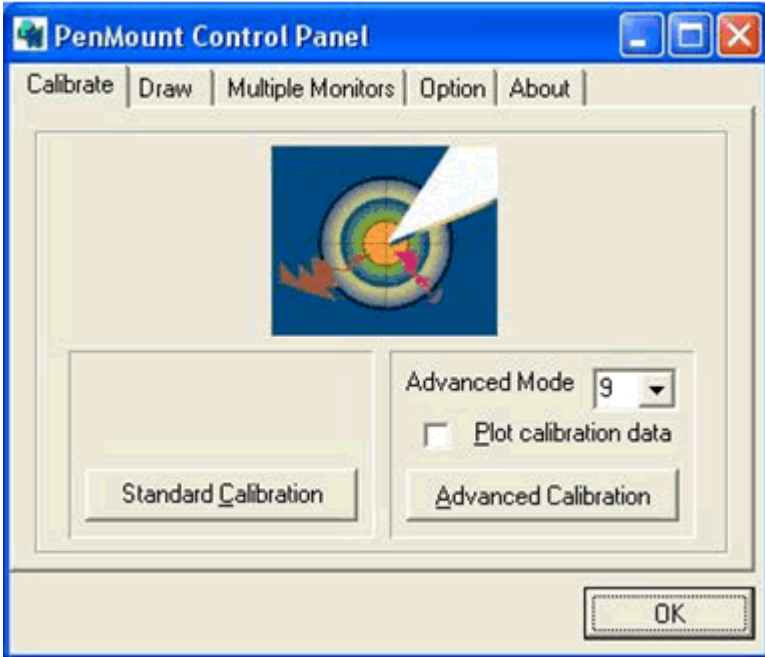 PenMount Control Panel
Calibrate Draw Multiple Monitors Option About
Advanced Mode 9
Plot calibration data
Standard Calibration Advanced Calibration
OK